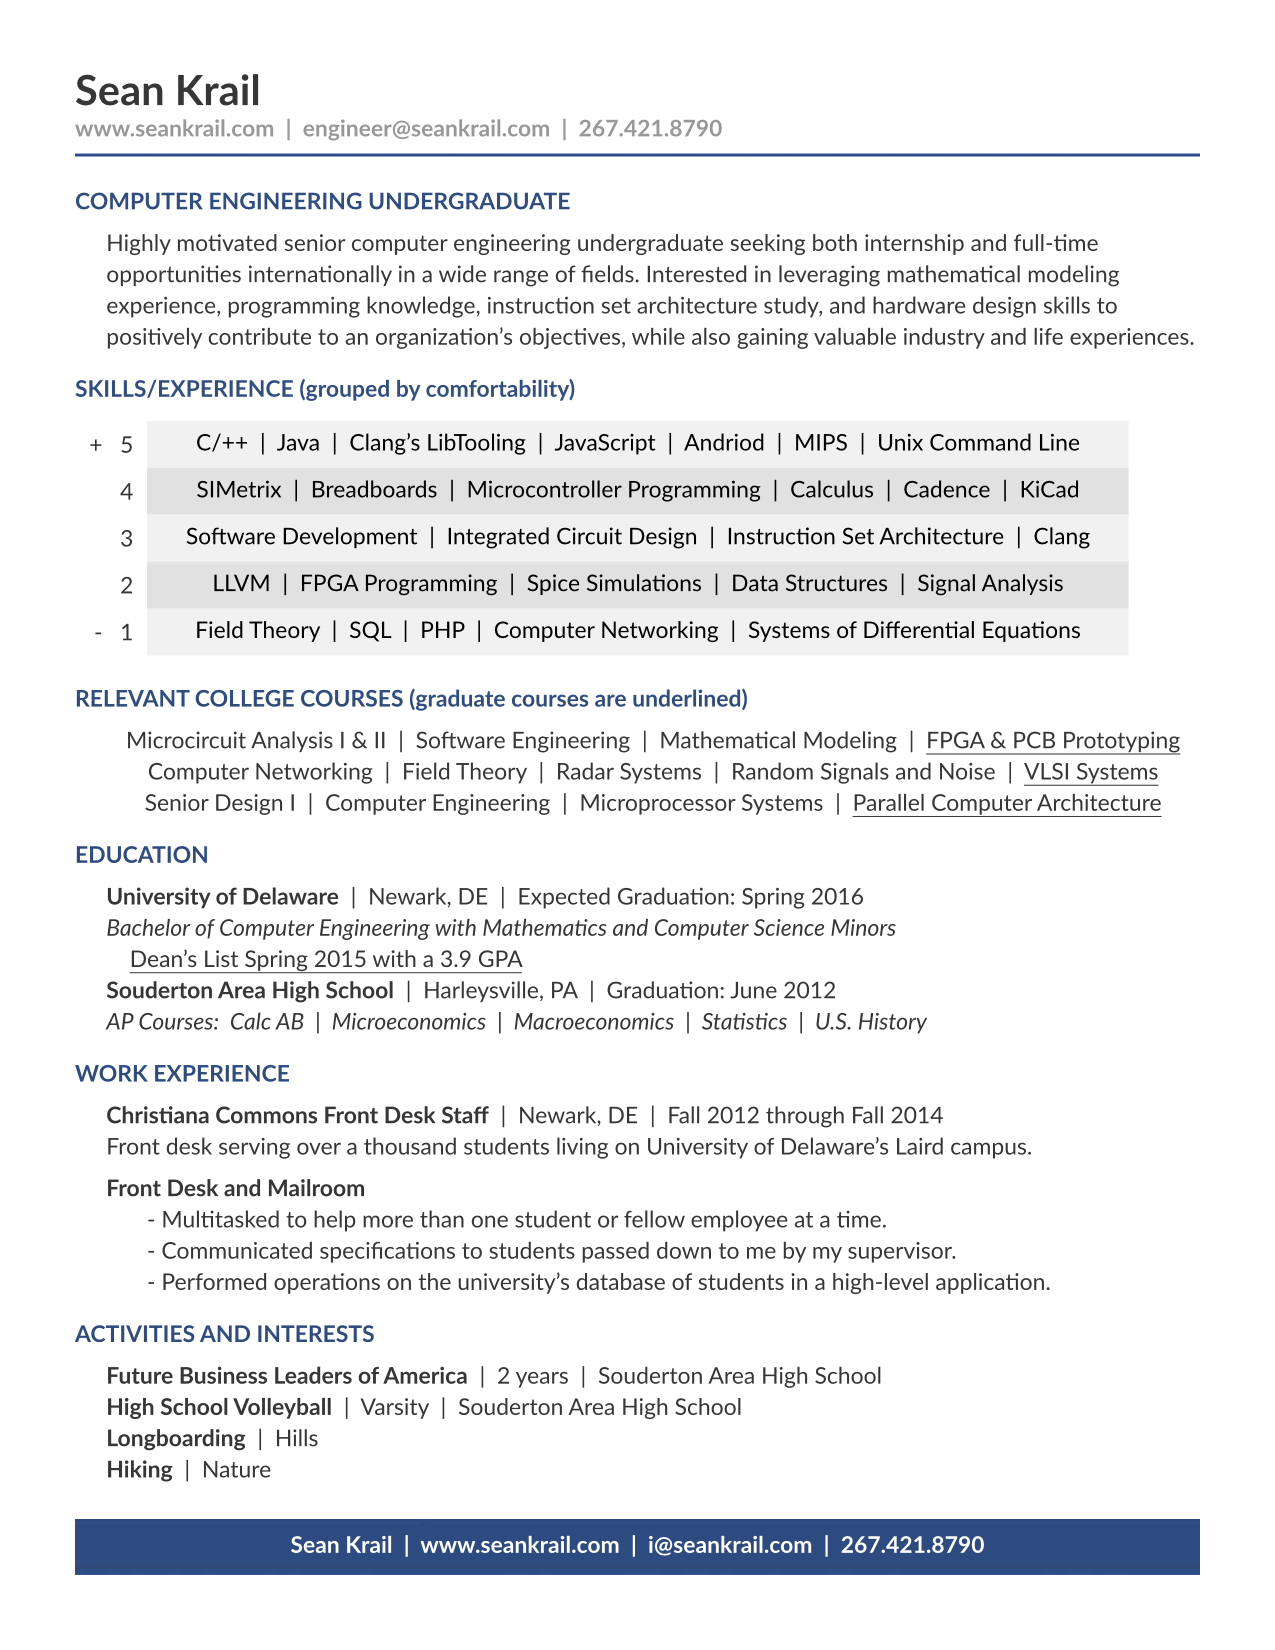 Sean Krail
www.seankrail.com | engineer@seankrail.com | 267.421.8790
COMPUTER ENGINEERING UNDERGRADUATE
Highly motivated senior computer engineering undergraduate seeking both internship and full-time
opportunities internationally in a wide range of fields. Interested in leveraging mathematical modeling
experience, programming knowledge, instruction set architecture study, and hardware design skills to
positively contribute to an organization’s objectives, while also gaining valuable industry and life experiences.
SKILLS/EXPERIENCE (grouped by comfortability)
+ 5 C/++ | Java | Clang’s LibTooling | JavaScript | Andriod | MIPS | Unix Command Line
4 SIMetrix | Breadboards | Microcontroller Programming | Calculus | Cadence | KiCad
3 Software Development | Integrated Circuit Design | Instruction Set Architecture | Clang
2 LLVM | FPGA Programming | Spice Simulations | Data Structures | Signal Analysis
- 1 Field Theory | SQL | PHP | Computer Networking | Systems of Differential Equations
RELEVANT COLLEGE COURSES (graduate courses are underlined)
Microcircuit Analysis I & II | Software Engineering | Mathematical Modeling | FPGA & PCB Prototyping
Computer Networking | Field Theory | Radar Systems | Random Signals and Noise | VLSI Systems
Senior Design I | Computer Engineering | Microprocessor Systems | Parallel Computer Architecture
EDUCATION
University of Delaware | Newark, DE | Expected Graduation: Spring 2016
Bachelor of Computer Engineering with Mathematics and Computer Science Minors
Dean’s List Spring 2015 with a 3.9 GPA
Souderton Area High School | Harleysville, PA | Graduation: June 2012
AP Courses: Calc AB | Microeconomics | Macroeconomics | Statistics | U.S. History
WORK EXPERIENCE
Christiana Commons Front Desk Staff | Newark, DE | Fall 2012 through Fall 2014
Front desk serving over a thousand students living on University of Delaware’s Laird campus.
Front Desk and Mailroom
- Multitasked to help more than one student or fellow employee at a time.
- Communicated specifications to students passed down to me by my supervisor.
- Performed operations on the university’s database of students in a high-level application.
ACTIVITIES AND INTERESTS
Future Business Leaders of America | 2 years | Souderton Area High School
High School Volleyball | Varsity | Souderton Area High School
Longboarding | Hills
Hiking | Nature
Sean Krail | www.seankrail.com | i@seankrail.com | 267.421.8790